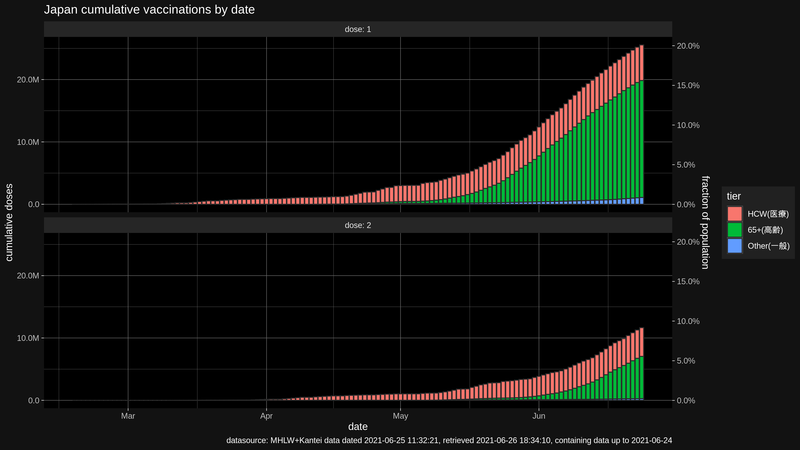 Japan cumulative vaccinations by date
dose: 1
20.0M
10.0M
0.0
20.0%
15.0%
10.0%
5.0%
0.0%
dose: 2
20.0M
10.0M
0.0
20.0%
15.0%
10.0%
5.0%
0.0%
cumulative doses
fraction of population
Mar Apr May Jun
date
tier
HCW(医療)
65+(高齢)
Other(一般)
datasource: MHLW+Kantei data dated 2021-06-25 11:32:21, retrieved 2021-06-26 18:34:10, containing data up to 2021-06-24